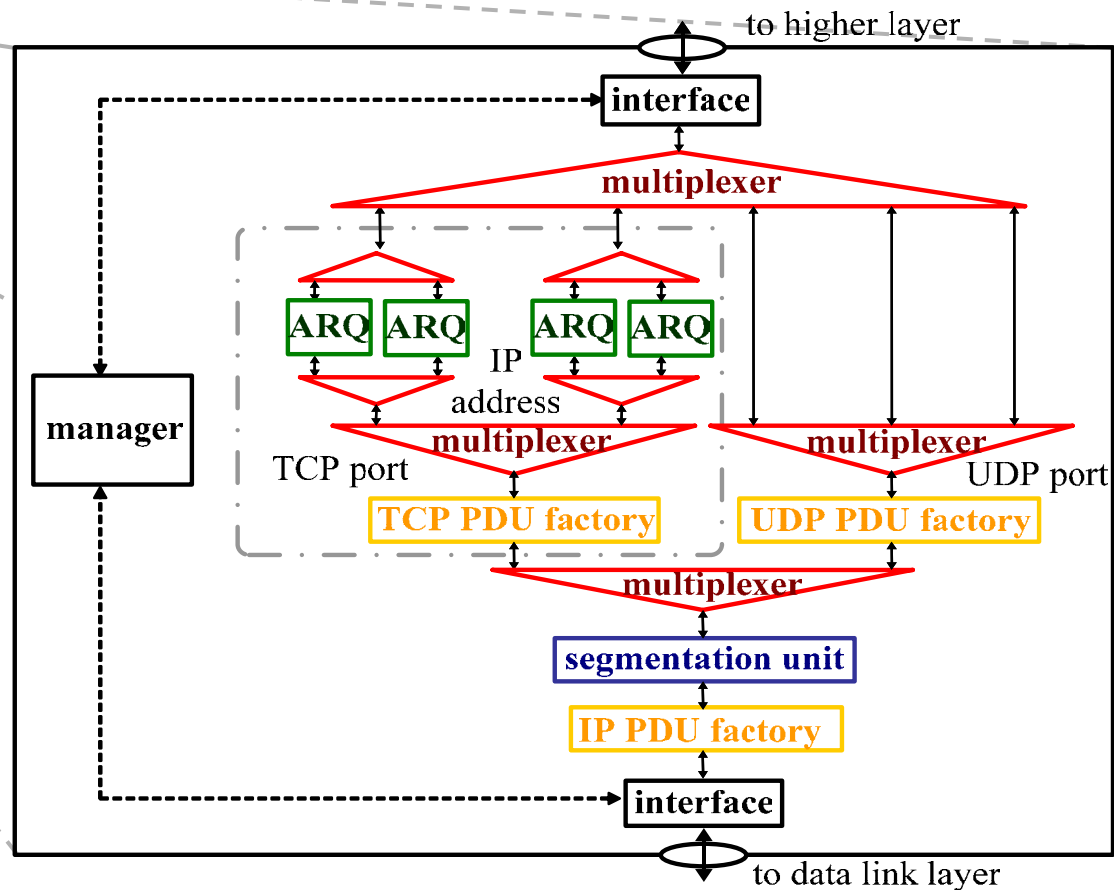 to higher layer
interface
multiplexer
ARQ ARQ ARQ ARQ
IP
address
manager
multiplexer multiplexer
TCP port
UDP port
TCP PDU factory UDP PDU factory
multiplexer
segmentation unit
IP PDU factory
interface
to data link layer